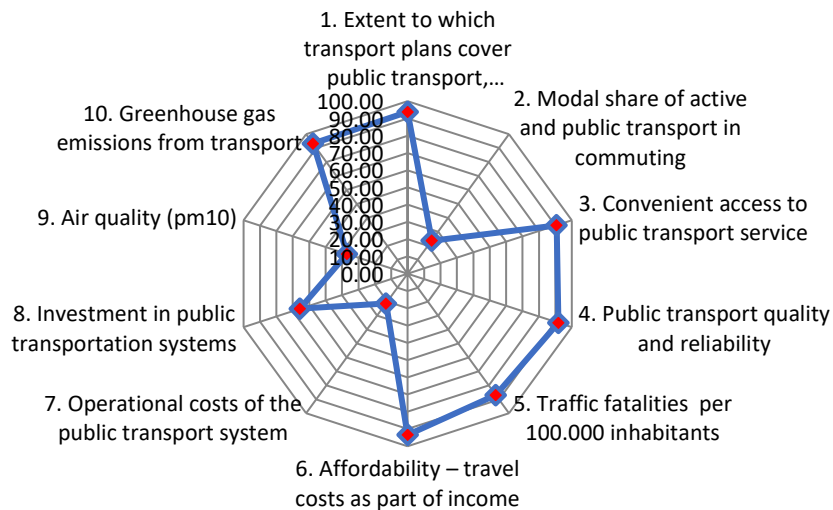 1. Extent to which
transport plans cover
public transport,...
2. Modal share of active
and public transport in
commuting
3. Convenient access to
public transport service
4. Public transport quality
and reliability
5. Traffic fatalities  per
100.000 inhabitants
6. Affordability – travel
costs as part of income
7. Operational costs of the
public transport system
8. Investment in public
transportation systems
9. Air quality (pm10)
10. Greenhouse gas
emissions from transport
100.00
90.00
80.00
70.00
60.00
50.00
40.00
30.00
20.00
10.00
0.00